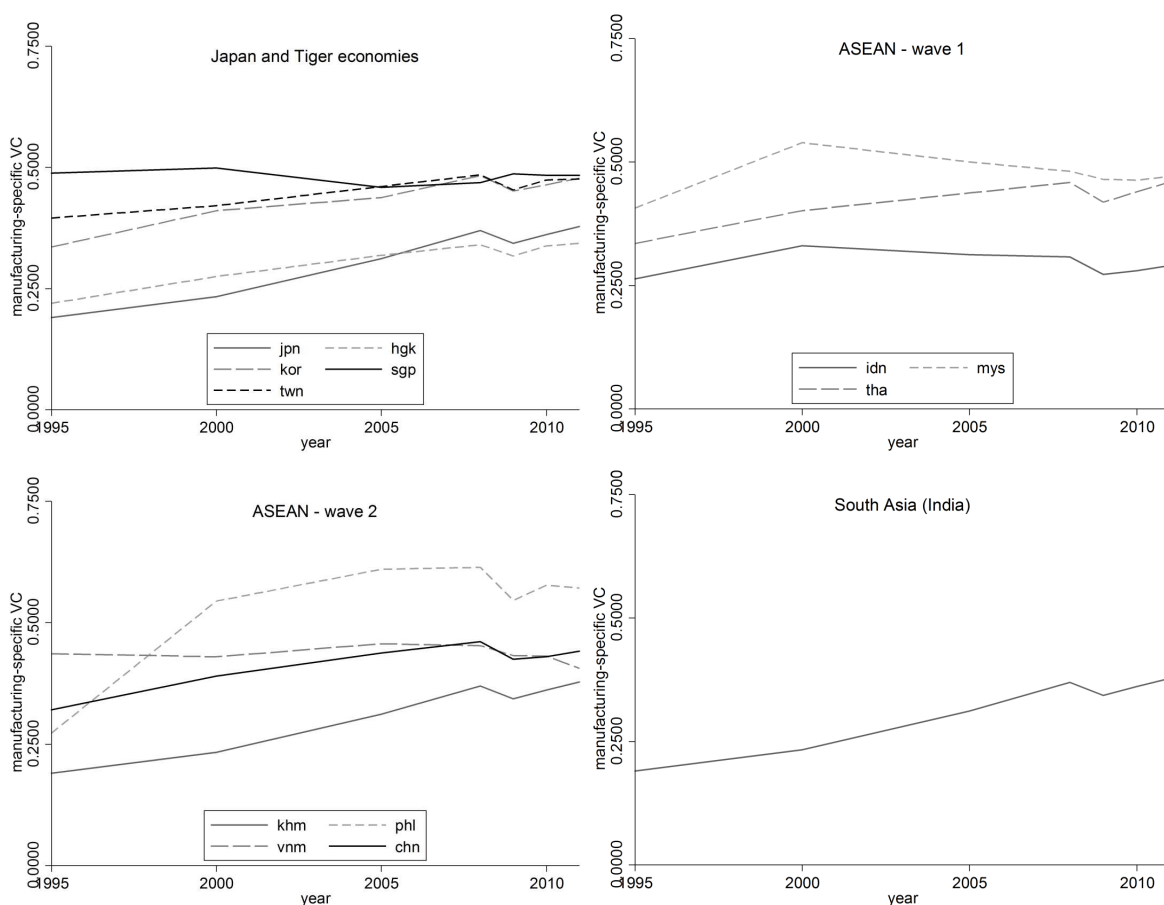 Japan and Tiger economies
manufacturing-specific VC
0.7500
0.5000
0.2500
0.0000
1995 2000 2005 2010
year
jpn hgk
kor sgp
twn
ASEAN - wave 1
manufacturing-specific VC
0.7500
0.5000
0.2500
0.0000
1995 2000 2005 2010
year
idn mys
tha
ASEAN - wave 2
manufacturing-specific VC
0.7500
0.5000
0.2500
0.0000
1995 2000 2005 2010
year
khm phl
vnm chn
South Asia (India)
manufacturing-specific VC
0.7500
0.5000
0.2500
0.0000
1995 2000 2005 2010
year